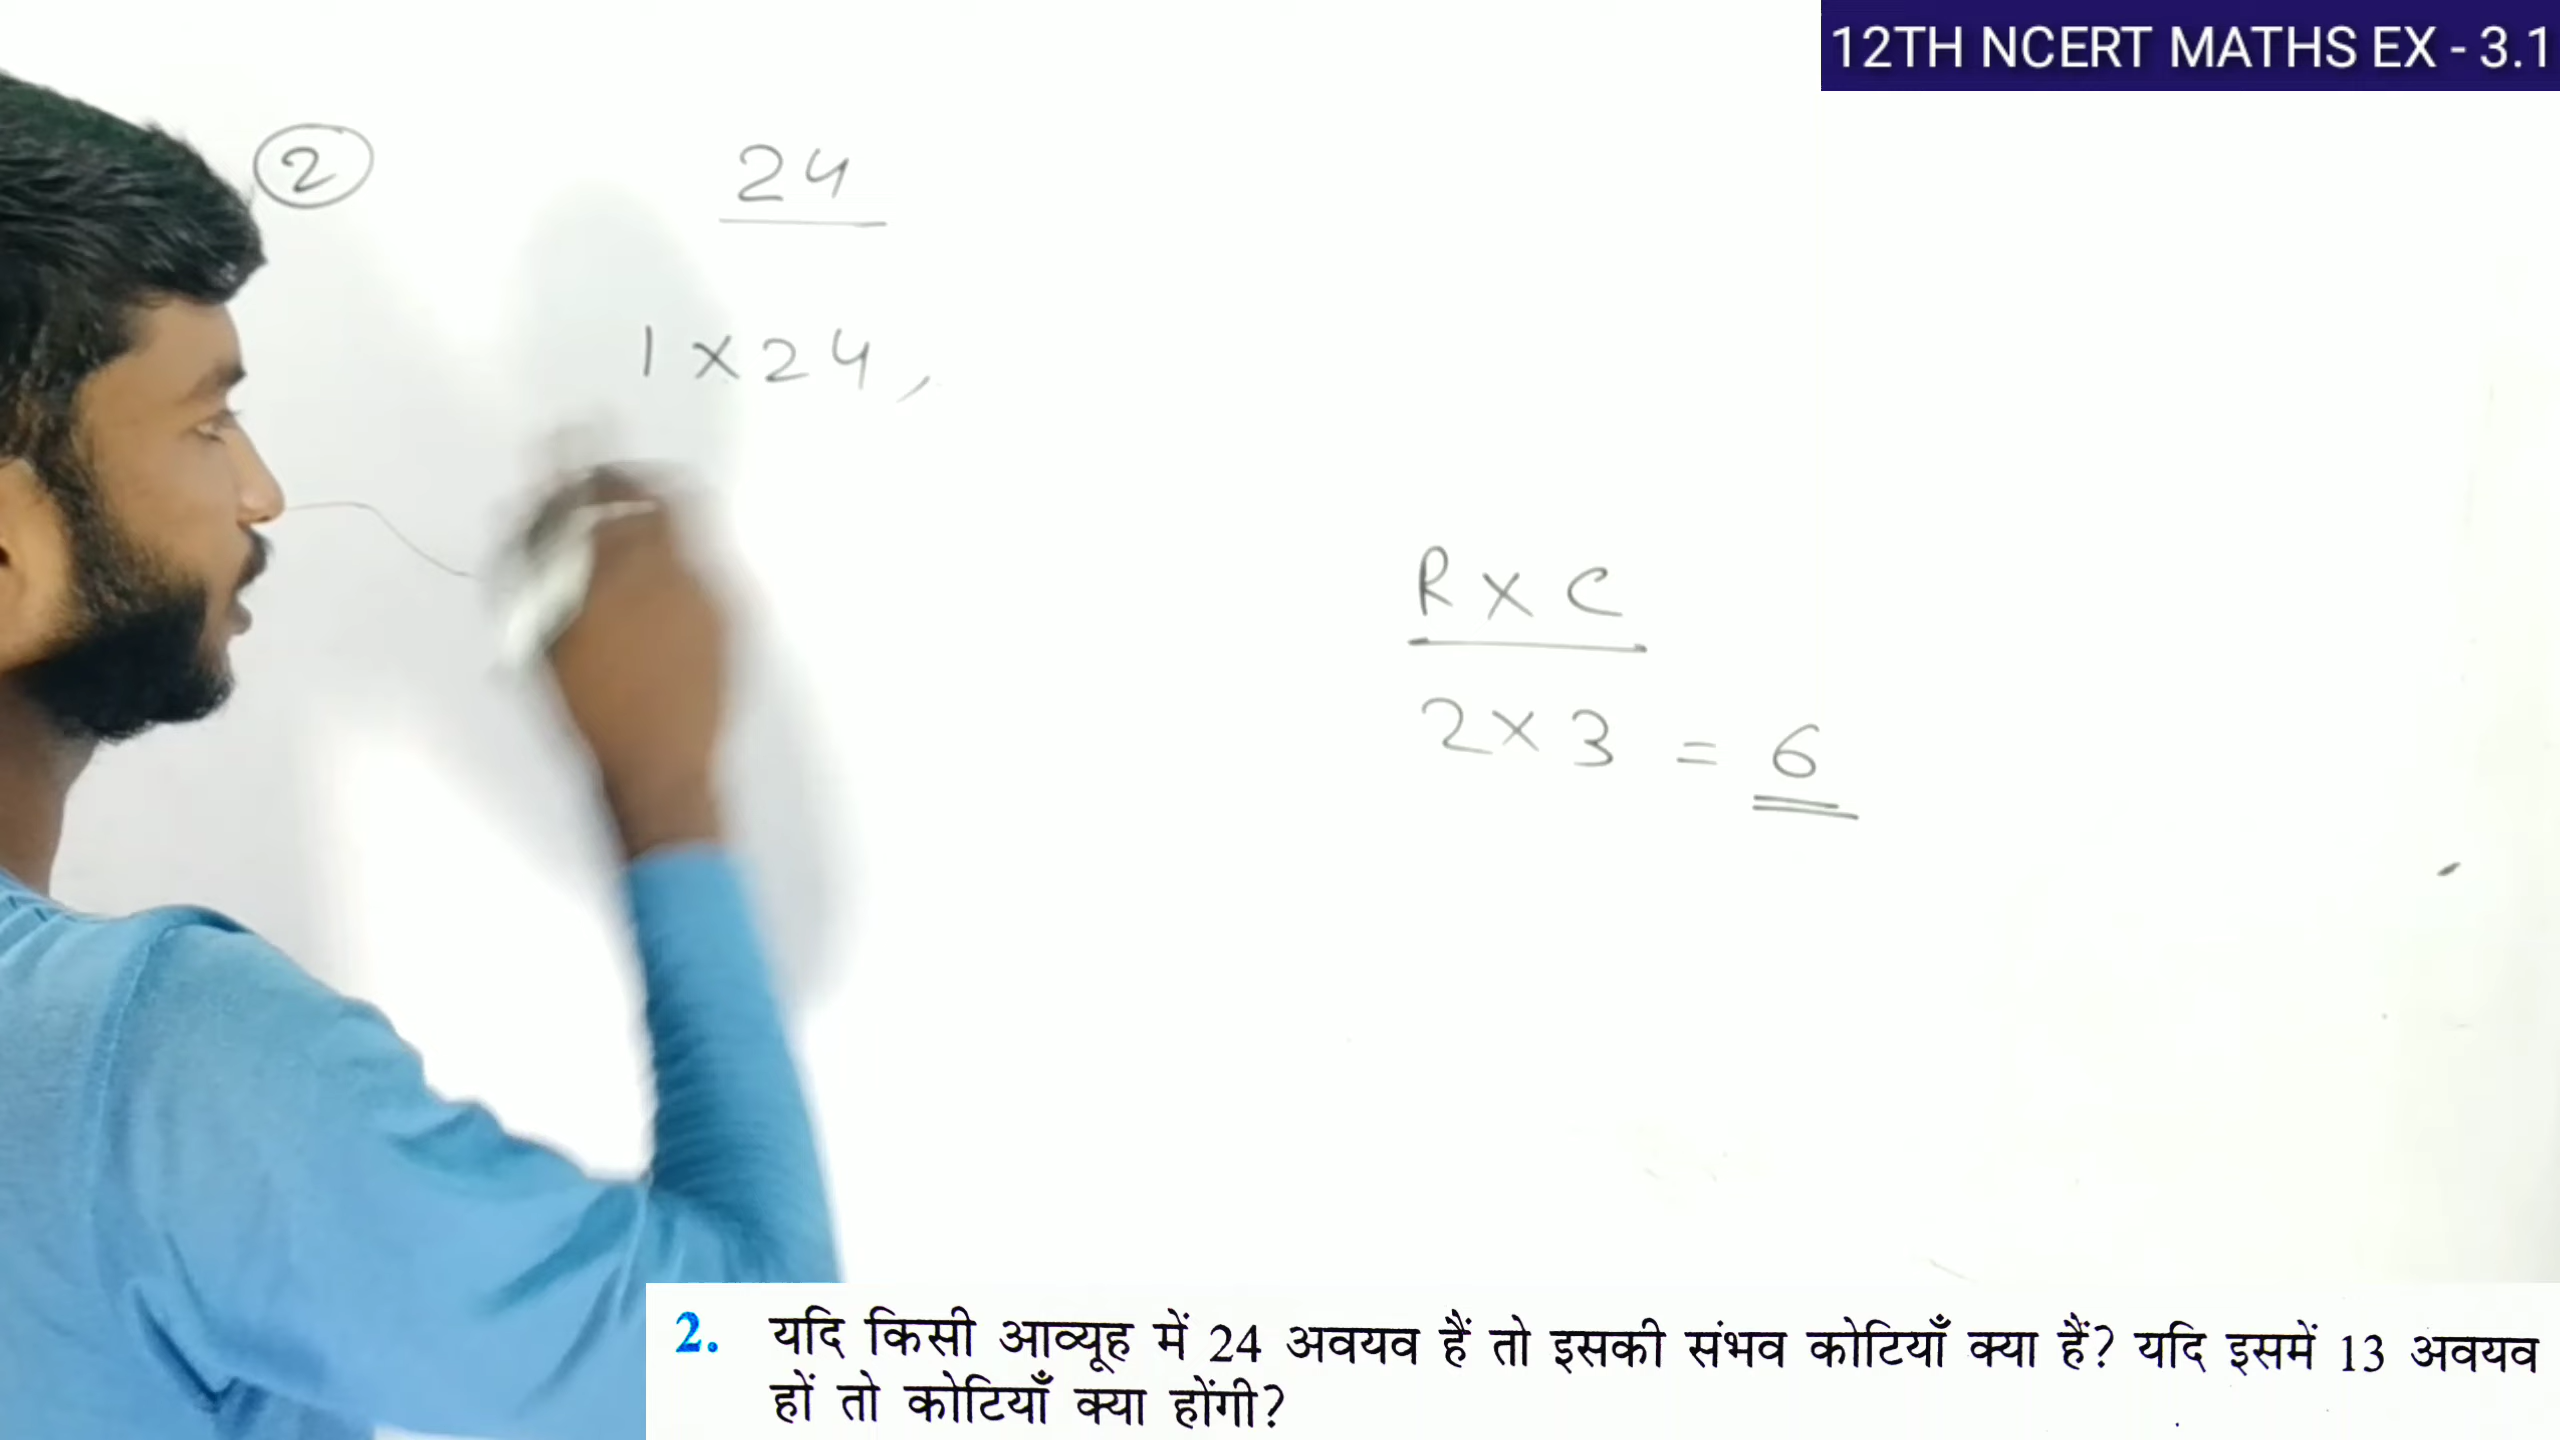 12TH NCERT MATHS EX - 3.1
2
24
1 x 24,
R x C
2 x 3 = 6
2. यदि किसी आव्यूह में 24 अवयव हैं तो इसकी संभव कोटियाँ क्या हैं? यदि इसमें 13 अवयव
हों तो कोटियाँ क्या होंगी?